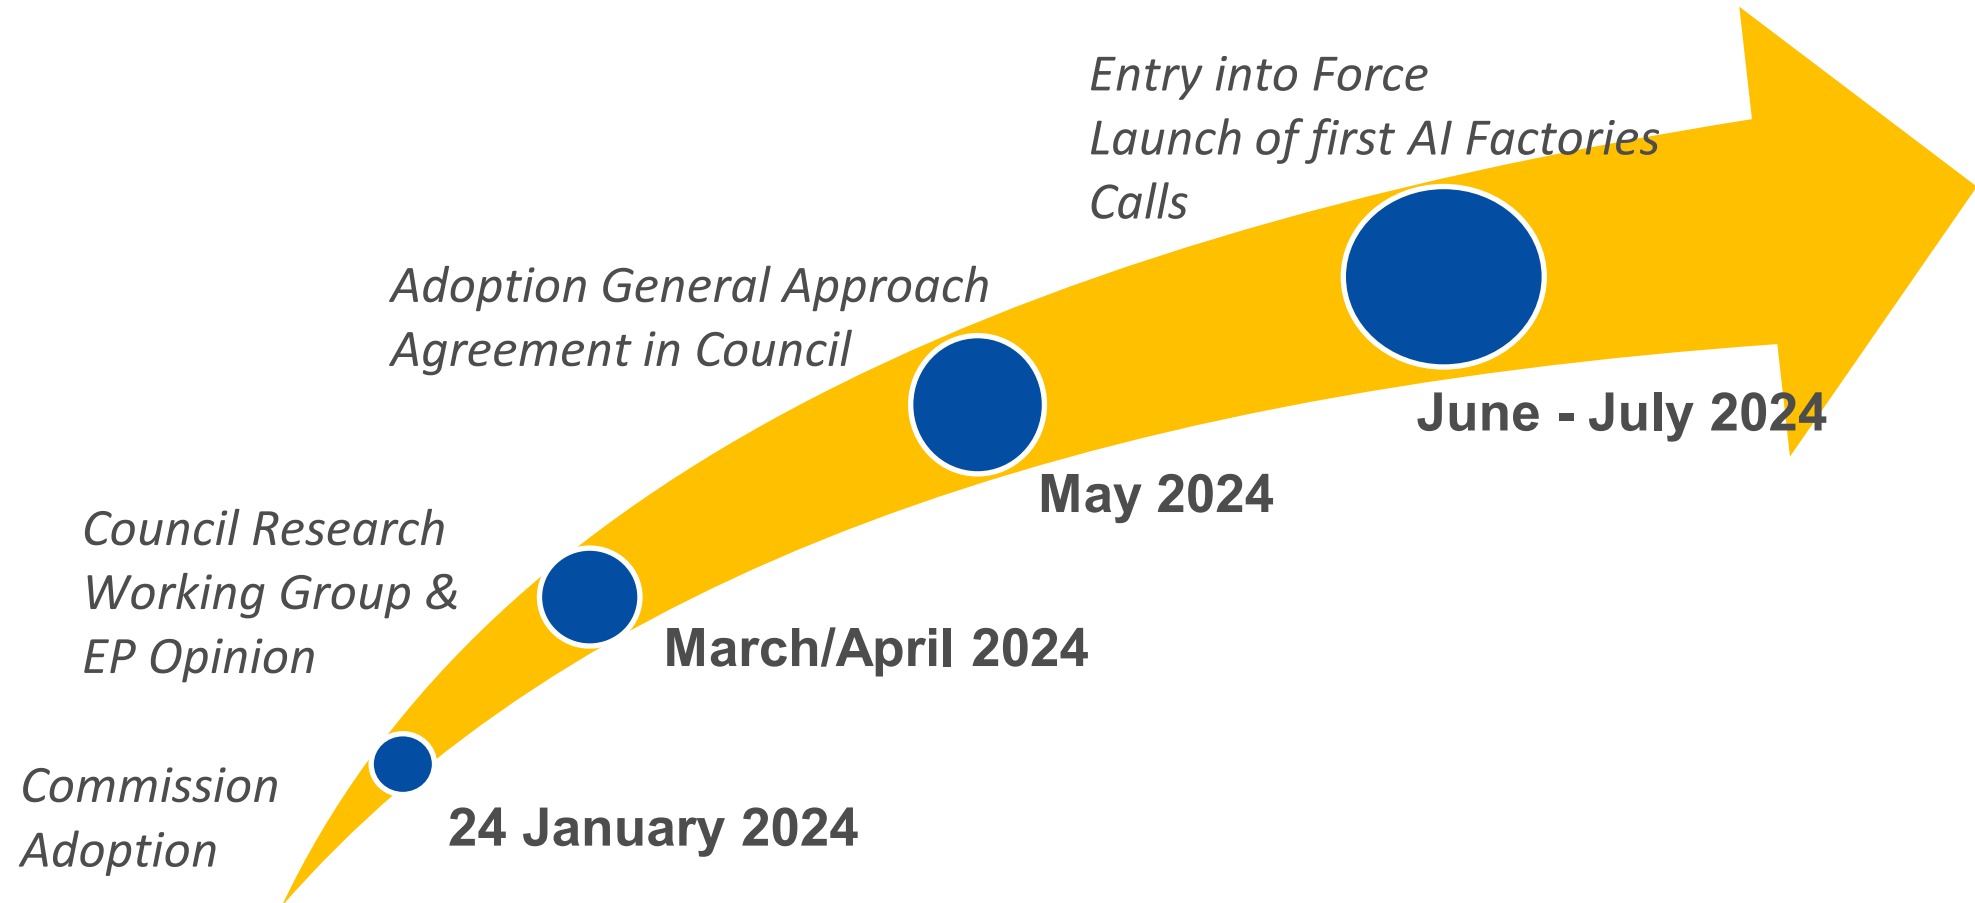 Entry into Force
Launch of first AI Factories
Calls
June - July 2024
Adoption General Approach
Agreement in Council
May 2024
Council Research
Working Group &
EP Opinion
March/April 2024
Commission
Adoption
24 January 2024